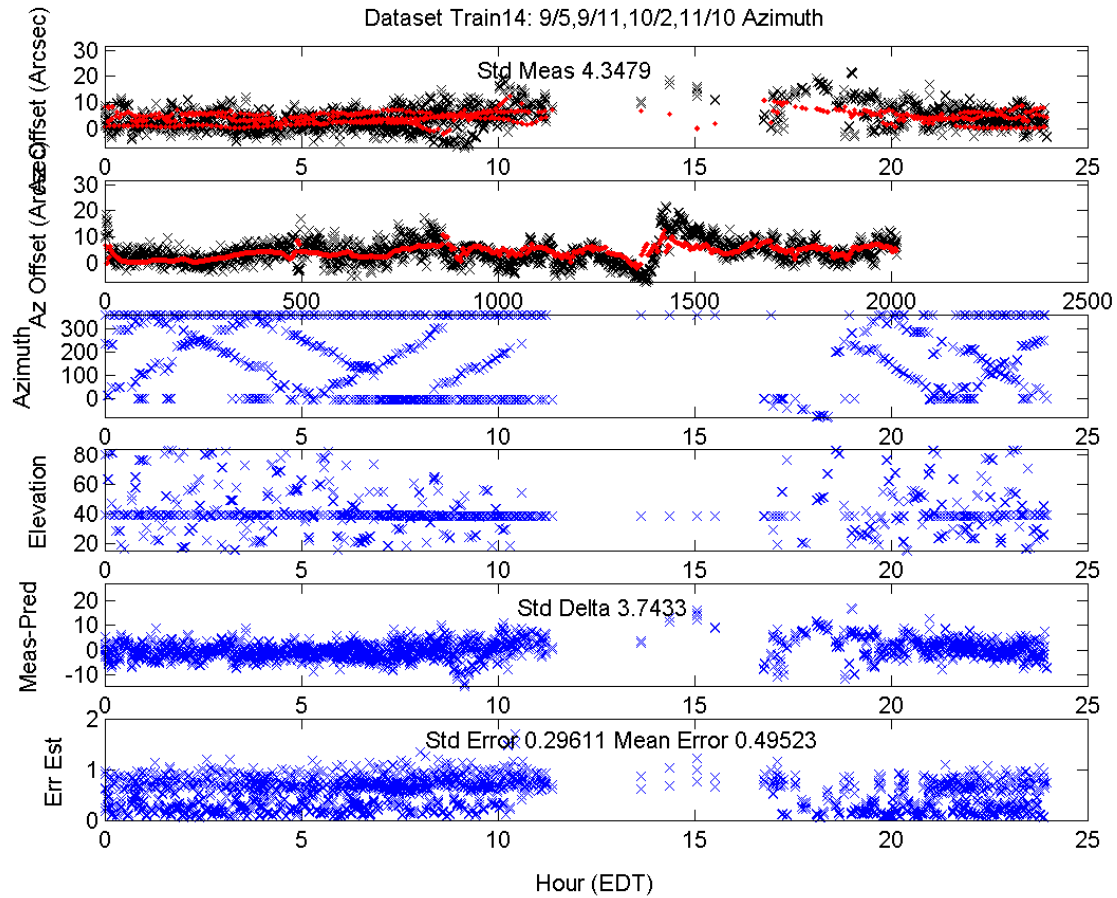 Dataset Train14: 9/5,9/11,10/2,11/10 Azimuth
Az Offset (Arcsec)
30
20
10
0
Std Meas 4.3479
0 5 10 15 20 25
Az Offset (Arcsec)
30
20
10
0
0 500 1000 1500 2000 2500
Azimuth
300
200
100
0
0 5 10 15 20 25
Elevation
80
60
40
20
0 5 10 15 20 25
Meas-Pred
20
10
0
-10
Std Delta 3.7433
0 5 10 15 20 25
Err Est
2
1
0
Std Error 0.29611 Mean Error 0.49523
0 5 10 15 20 25
Hour (EDT)